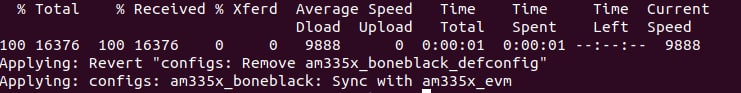 % Total % Received % Xferd Average Speed Time Time Time Current
Dload Upload Total Spent Left Speed
100 16376 100 16376 0 0 9888 0 0:00:01 0:00:01 --:--:-- 9888
Applying: Revert "configs: Remove am335x_boneblack_defconfig"
Applying: configs: am335x_boneblack: Sync with am335x_evm